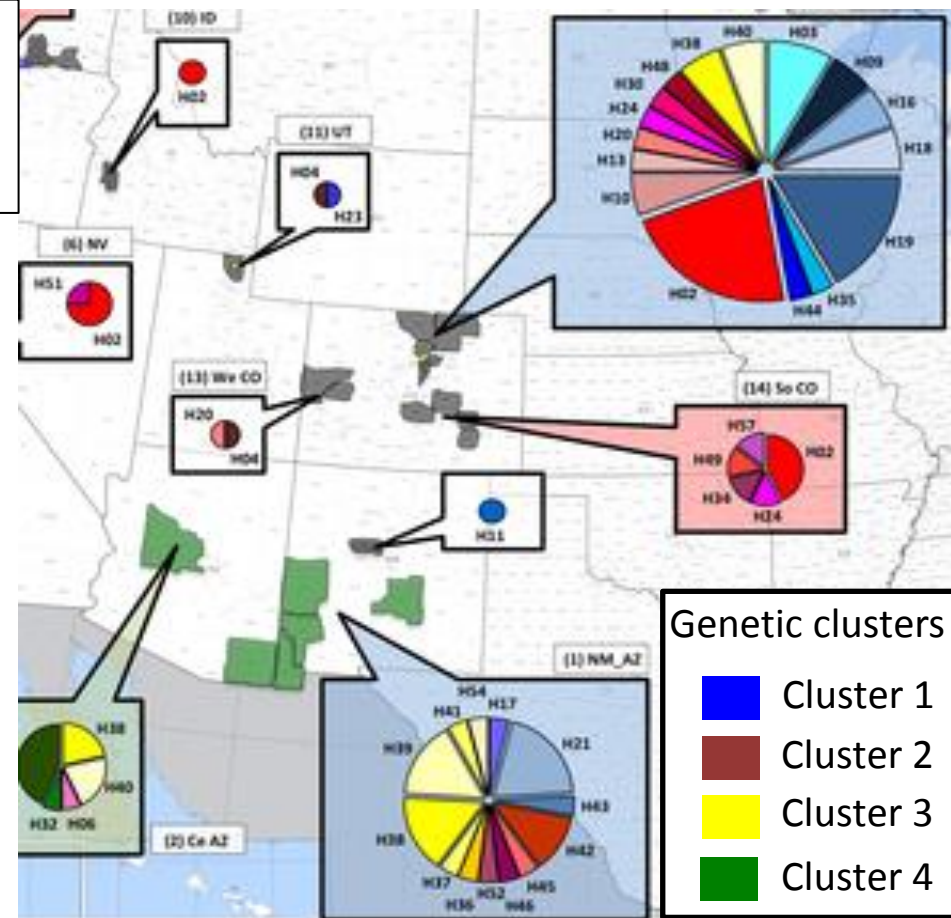 (10) ID
H02
(11) UT
H04
H23
(6) NV
H51
H02
(13) We CO
H20
H04
H38
H40
H03
H09
H16
H18
H19
H35
H44
H02
H10
H13
H20
H24
H30
H48
(14) So CO
H57
H02
H49
H34
H24
H11
(1) NM_AZ
H54
H17
H41
H21
H39
H43
H42
H38
H45
H37
H36
H52
H46
H38
H40
H32
H06
(2) Ce AZ
Genetic clusters
Cluster 1
Cluster 2
Cluster 3
Cluster 4